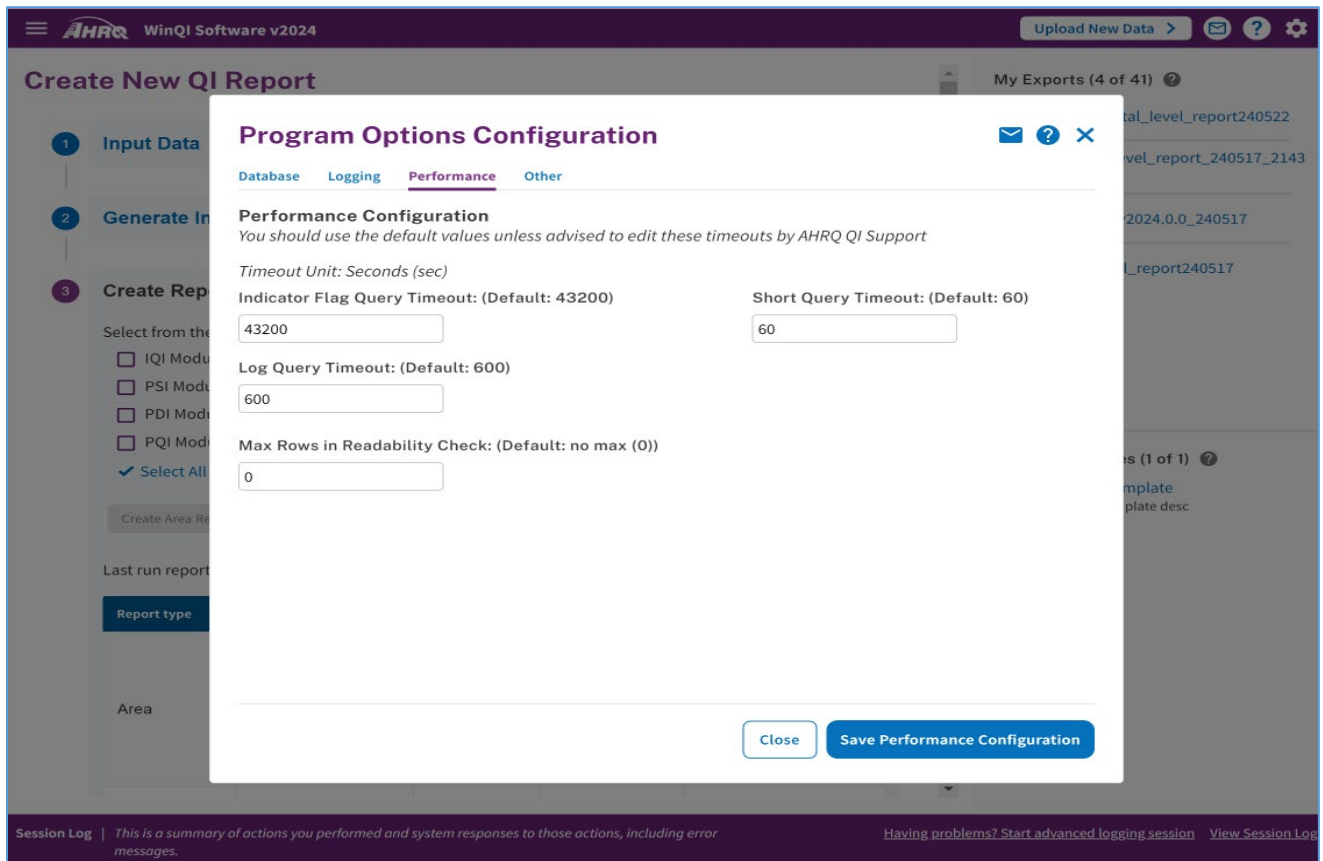 AHRQ WinQI Software v2024
Upload New Data
?
Create New QI Report
My Exports (4 of 41) ?
tal_level_report240522
vel_report_240517_2143
2024.0.0_240517
l_report240517
1 Input Data
2 Generate In
3 Create Rep
Select from the
IQI Modu
PSI Modu
PDI Modu
PQI Modu
Select All
Create Area Re
Last run report
Report type
Area
es (1 of 1) ?
mplate
plate desc
Program Options Configuration
?
Database Logging Performance Other
Performance Configuration
You should use the default values unless advised to edit these timeouts by AHRQ QI Support
Timeout Unit: Seconds (sec)
Indicator Flag Query Timeout: (Default: 43200) Short Query Timeout: (Default: 60)
43200 60
Log Query Timeout: (Default: 600)
600
Max Rows in Readability Check: (Default: no max (0))
0
Close Save Performance Configuration
Session Log | This is a summary of actions you performed and system responses to those actions, including error
messages.
Having problems? Start advanced logging session View Session Log